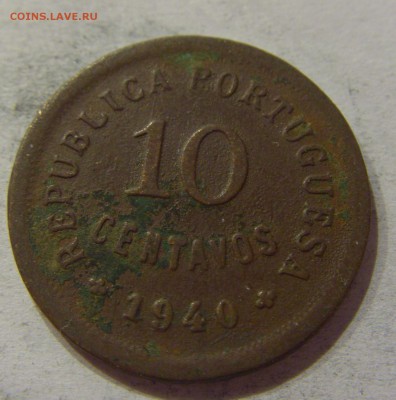 COINS.LAVE.RU
REPUBLICA PORTUGUESA
10
CENTAVOS
* 1940 *